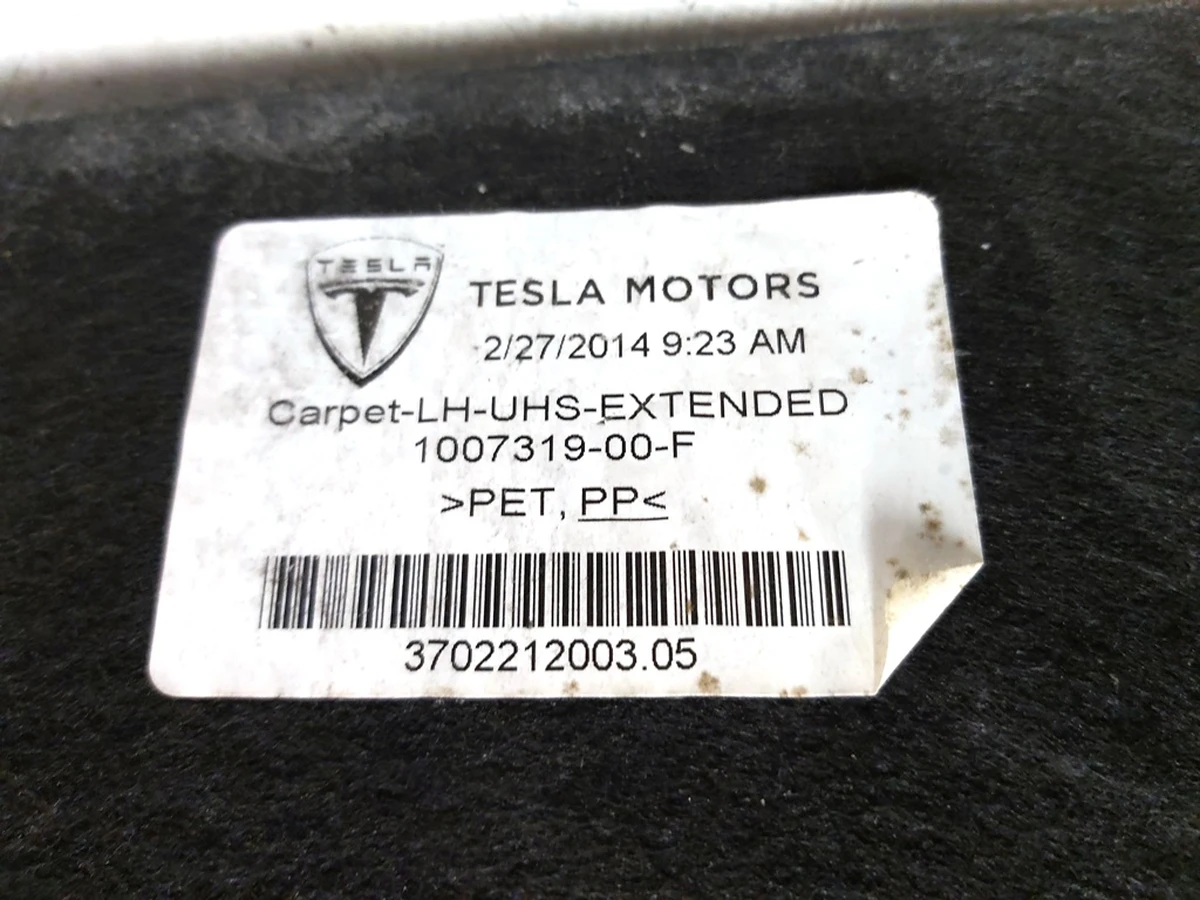 TESLA
TESLA MOTORS
2/27/2014 9:23 AM
Carpet-LH-UHS-EXTENDED
1007319-00-F
>PET, PP<
3702212003.05